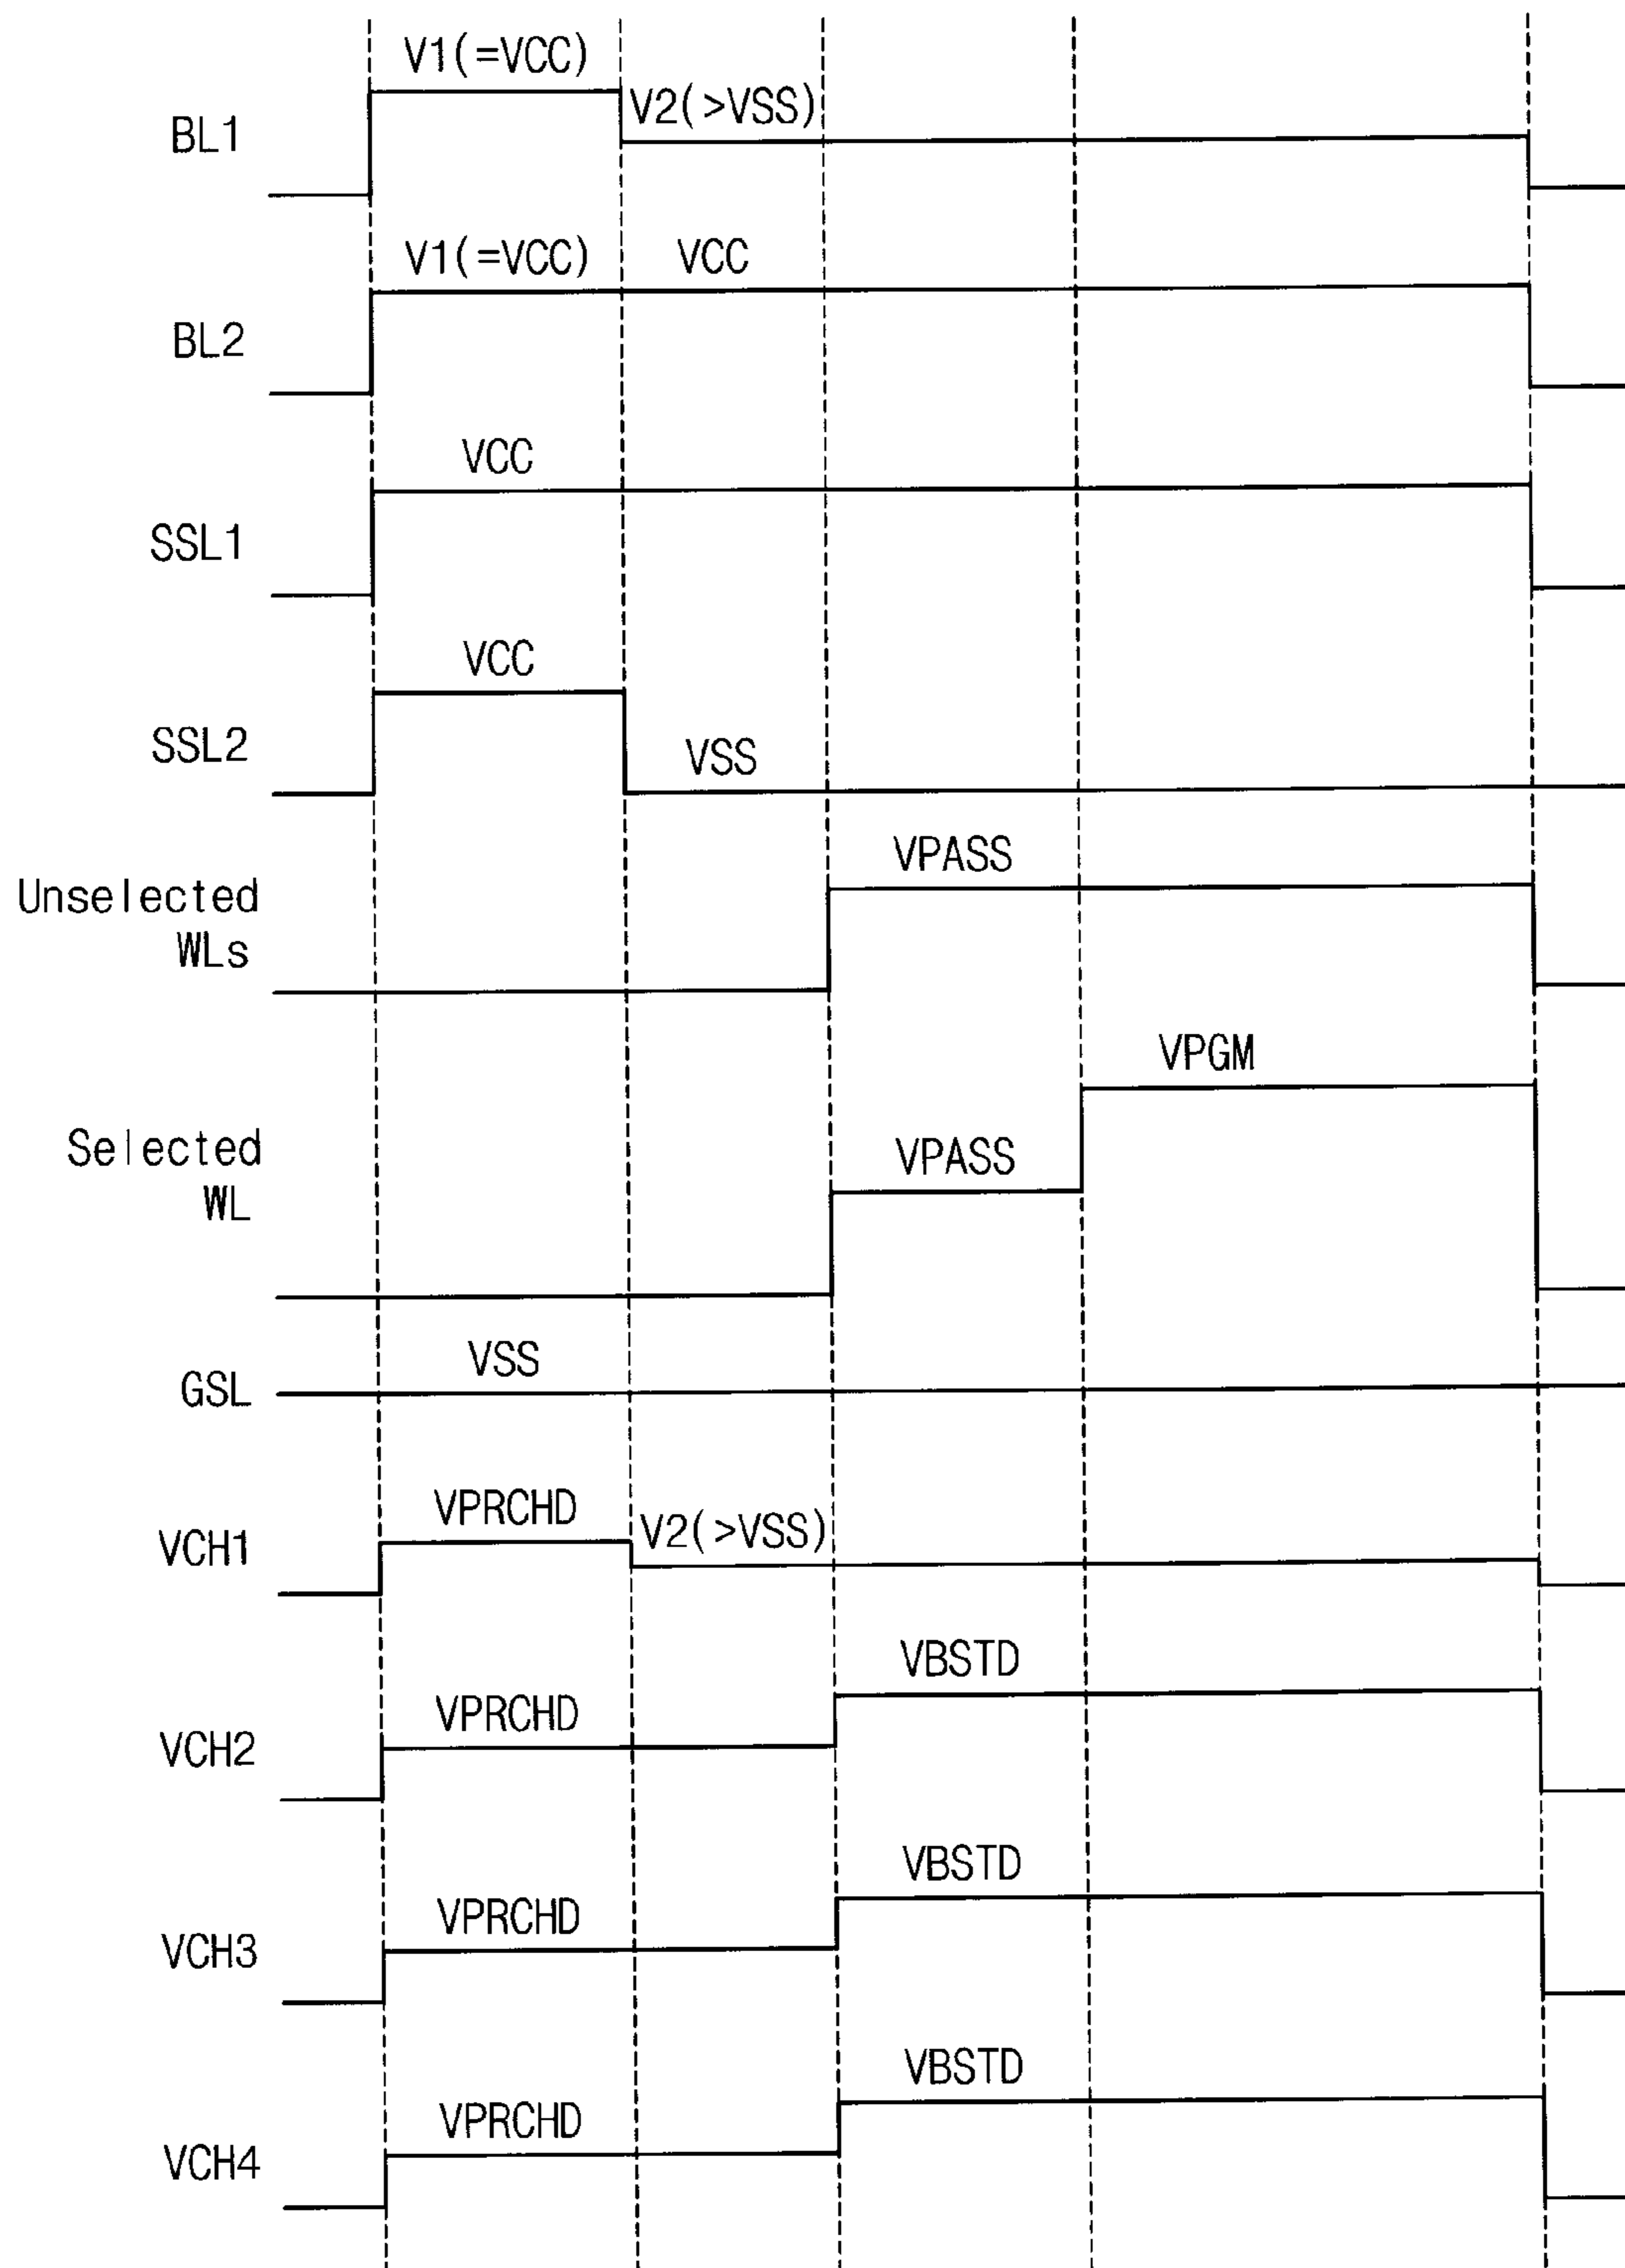 V1(=VCC)
BL1
V2(>VSS)
V1(=VCC)
VCC
BL2
VCC
SSL1
VCC
SSL2
VSS
VPASS
Unselected
WLs
VPGM
Selected
WL
VPASS
VSS
GSL
VPRCHD
V2(>VSS)
VCH1
VBSTD
VPRCHD
VCH2
VBSTD
VPRCHD
VCH3
VBSTD
VPRCHD
VCH4